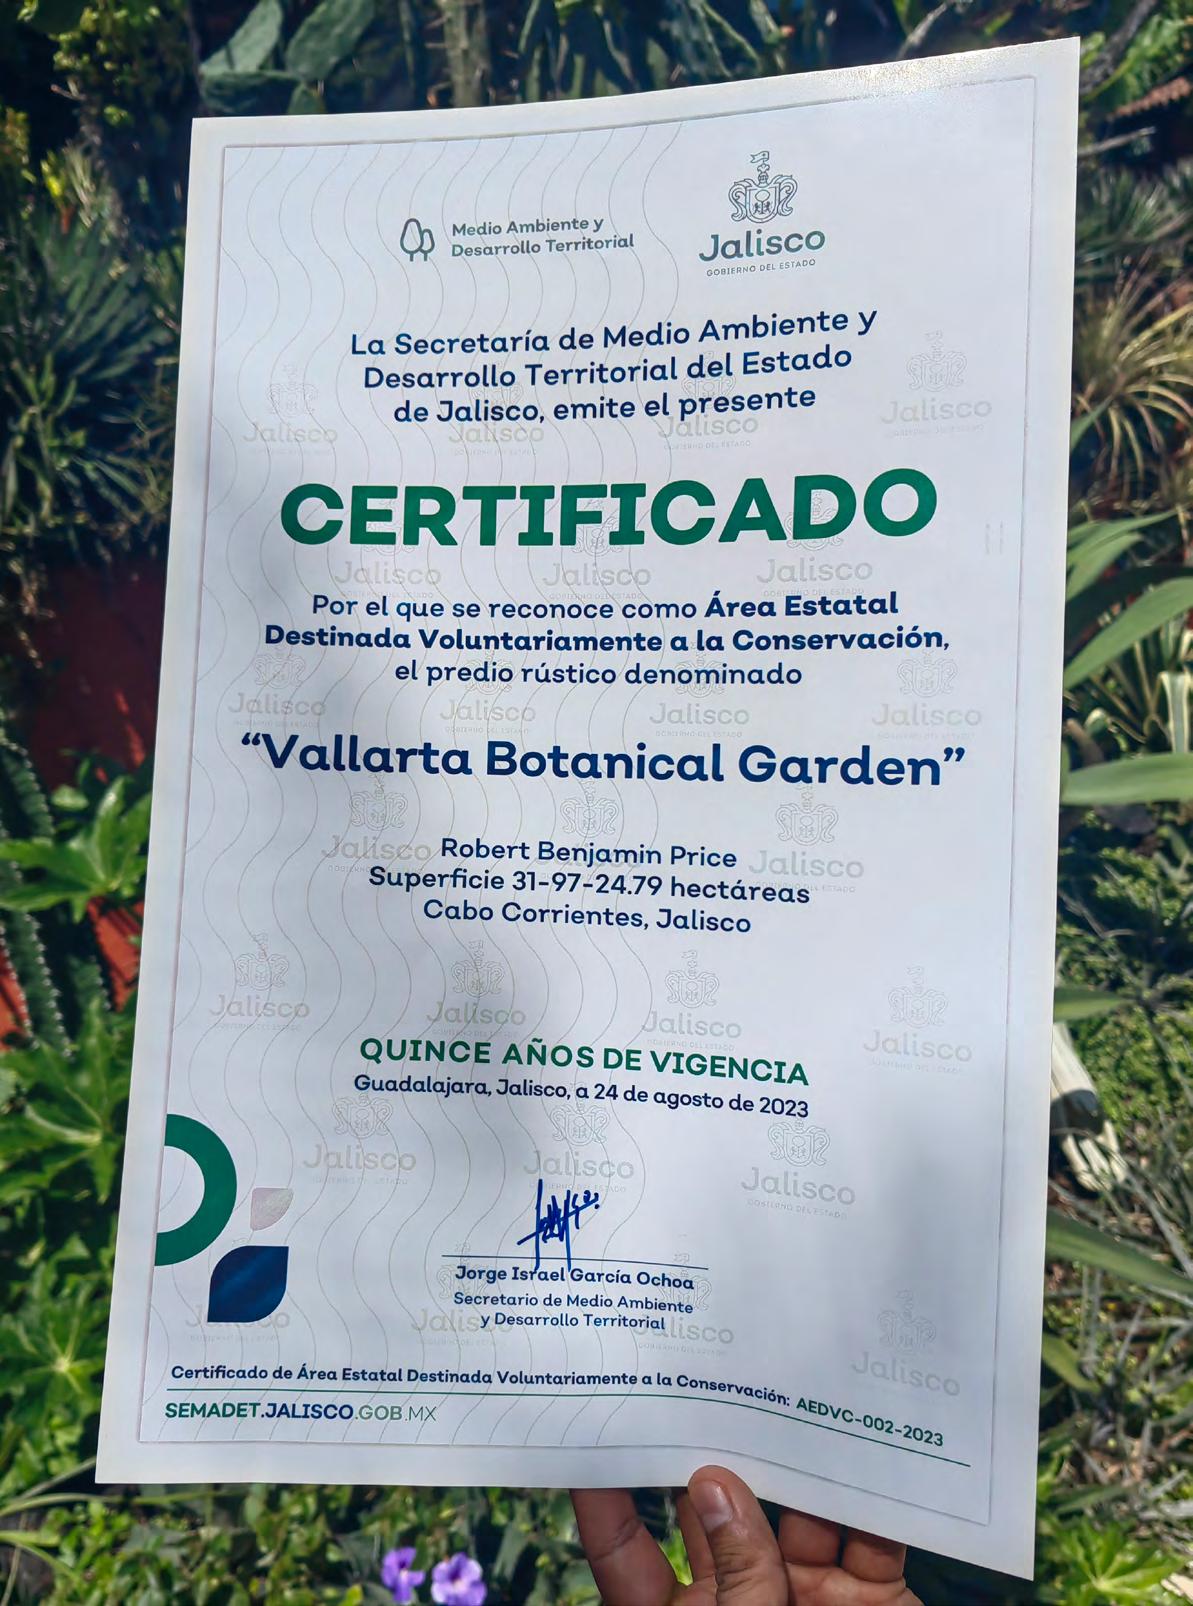 Medio Ambiente y
Desarrollo Territorial
Jalisco
GOBIERNO DEL ESTADO
La Secretaría de Medio Ambiente y
Desarrollo Territorial del Estado
de Jalisco, emite el presente
CERTIFICADO
Por el que se reconoce como Área Estatal
Destinada Voluntariamente a la Conservación,
el predio rústico denominado
“Vallarta Botanical Garden”
Robert Benjamin Price
Superficie 31-97-24.79 hectáreas
Cabo Corrientes, Jalisco
QUINCE AÑOS DE VIGENCIA
Guadalajara, Jalisco, a 24 de agosto de 2023
Jorge Israel García Ochoa
Secretario de Medio Ambiente
y Desarrollo Territorial
Certificado de Área Estatal Destinada Voluntariamente a la Conservación: AEDVC-002-2023
SEMADET.JALISCO.GOB.MX